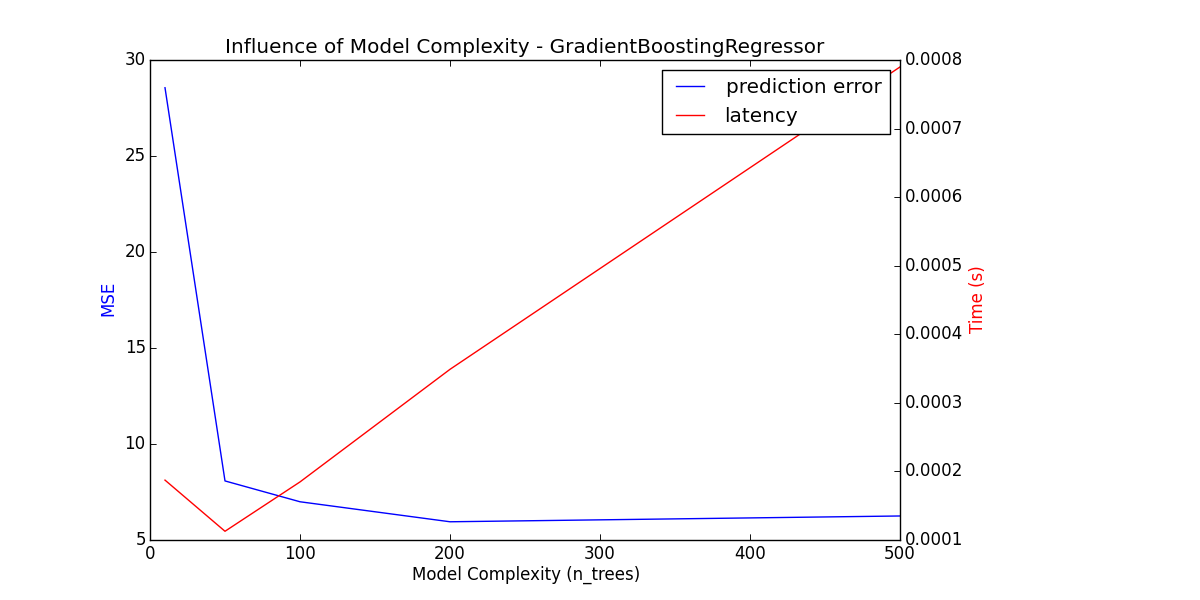 Influence of Model Complexity - GradientBoostingRegressor
30
25
20
15
10
5
MSE
prediction error
latency
0.0008
0.0007
0.0006
0.0005
0.0004
0.0003
0.0002
0.0001
Time (s)
0 100 200 300 400 500
Model Complexity (n_trees)